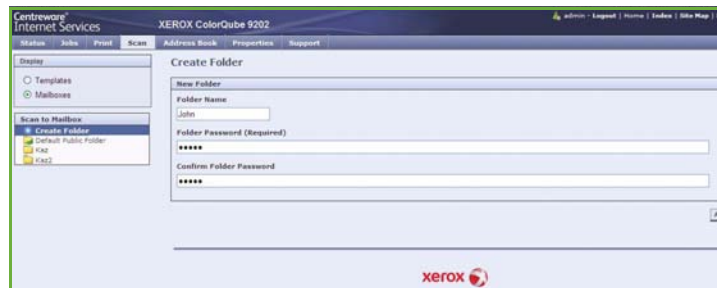 Centreware®
Internet Services
XEROX ColorQube 9202
admin - Logout | Home | Index | Site Map |
Status Jobs Print Scan Address Book Properties Support
Display
Templates
Mailboxes
Scan to Mailbox
Create Folder
Default Public Folder
Kaz
Kaz2
Create Folder
New Folder
Folder Name
John
Folder Password (Required)
•••••
Confirm Folder Password
•••••
A
xerox